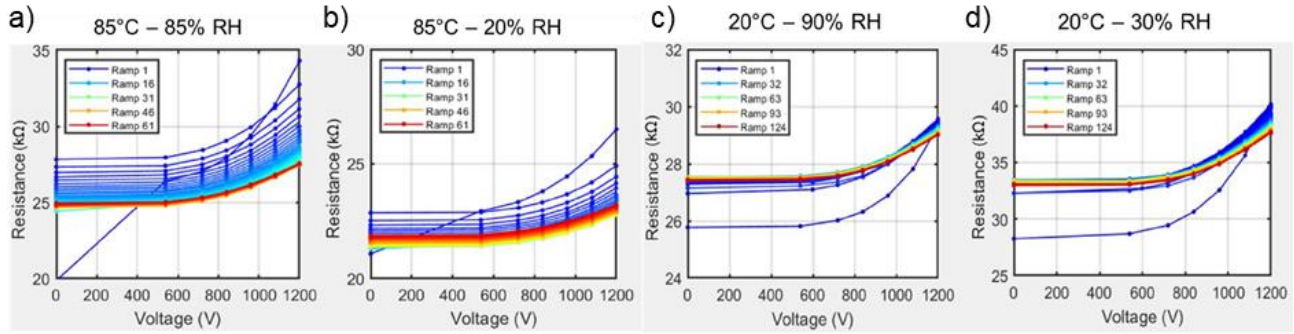 a)
85°C – 85% RH
35
30
25
20
Resistance (kΩ)
Ramp 1
Ramp 16
Ramp 31
Ramp 46
Ramp 61
0 200 400 600 800 1000 1200
Voltage (V)
b)
85°C – 20% RH
30
25
20
Resistance (kΩ)
Ramp 1
Ramp 16
Ramp 31
Ramp 46
Ramp 61
0 200 400 600 800 1000 1200
Voltage (V)
c)
20°C – 90% RH
32
30
28
26
24
Resistance (kΩ)
Ramp 1
Ramp 32
Ramp 63
Ramp 93
Ramp 124
0 200 400 600 800 1000 1200
Voltage (V)
d)
20°C – 30% RH
45
40
35
30
25
Resistance (kΩ)
Ramp 1
Ramp 32
Ramp 63
Ramp 93
Ramp 124
0 200 400 600 800 1000 1200
Voltage (V)